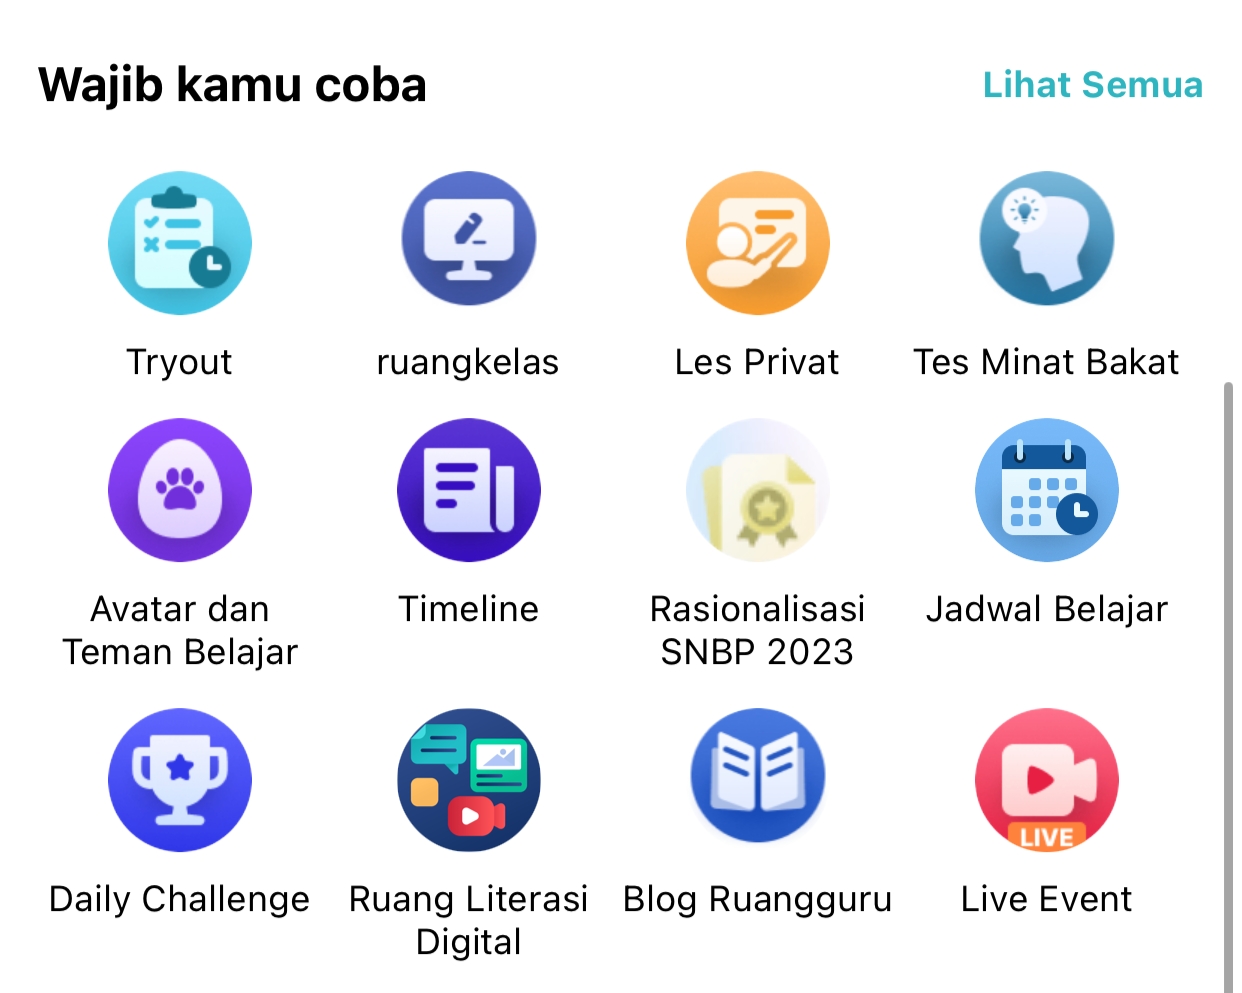 Wajib kamu coba
Lihat Semua
Tryout
ruangkelas
Les Privat
Tes Minat Bakat
Avatar dan
Teman Belajar
Timeline
Rasionalisasi
SNBP 2023
Jadwal Belajar
LIVE
Daily Challenge
Ruang Literasi
Digital
Blog Ruangguru
Live Event